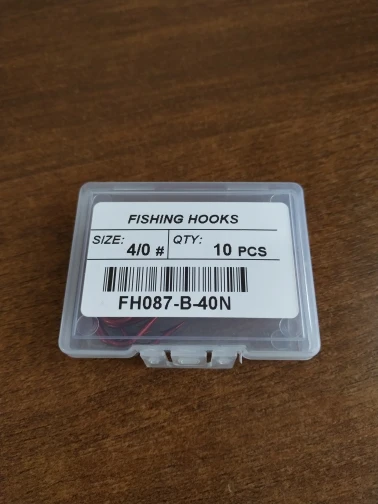 FISHING HOOKS
SIZE: 4/0 # QTY: 10 PCS
FH087-B-40N